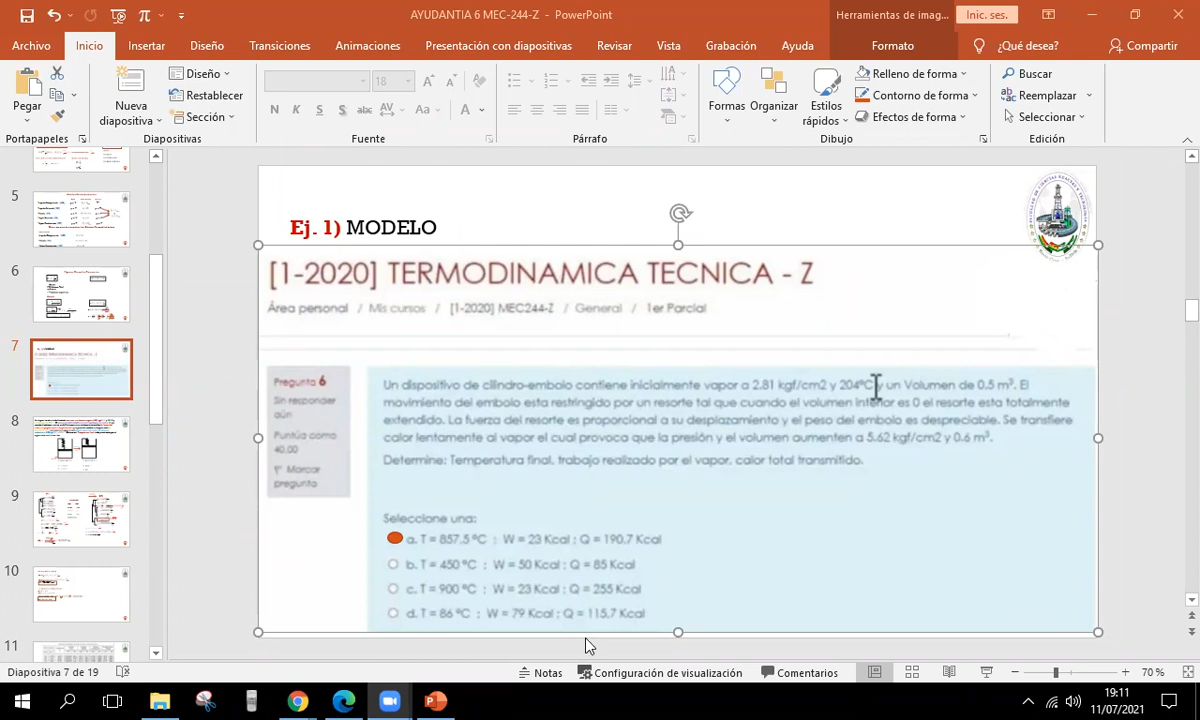 AYUDANTIA 6 MEC-244-Z - PowerPoint
Herramientas de imag...
Inic. ses.
Archivo
Inicio
Insertar
Diseño
Transiciones
Animaciones
Presentación con diapositivas
Revisar
Vista
Grabación
Ayuda
Formato
¿Qué desea?
Compartir
Pegar
Nueva diapositiva
Diseño
Restablecer
Sección
18
N K S abc AV Aa A
Formas
Organizar
Estilos rápidos
Relleno de forma
Contorno de forma
Efectos de forma
Buscar
Reemplazar
Seleccionar
Portapapeles
Diapositivas
Fuente
Párrafo
Dibujo
Edición
5
6
7
8
9
10
11
Ej. 1) MODELO
[1-2020] TERMODINAMICA TECNICA - Z
Área personal / Mis cursos / [1-2020] MEC244-Z / General / 1er Parcial
Pregunta 6
Sin responder
aún
Puntúa como
40,00
Marcar
pregunta
Un dispositivo de cilindro-embolo contiene inicialmente vapor a 2.81 kgf/cm2 y 204ºC y un Volumen de 0.5 m³. El
movimiento del embolo esta restringido por un resorte tal que cuando el volumen interior es 0 el resorte esta totalmente
extendido. La fuerza del resorte es proporcional a su desplazamiento y el peso del embolo es despreciable. Se transfiere
calor lentamente al vapor el cual provoca que la presión y el volumen aumenten a 5.62 kgf/cm2 y 0.6 m³.
Determine: Temperatura final, trabajo realizado por el vapor, calor total transmitido.
Seleccione una:
a. T = 857.5 ºC ; W = 23 Kcal ; Q = 190.7 Kcal
b. T = 450 ºC ; W = 50 Kcal ; Q = 85 Kcal
c. T = 900 ºC ; W = 23 Kcal ; Q = 255 Kcal
d. T = 86 ºC ; W = 79 Kcal ; Q = 115.7 Kcal
Diapositiva 7 de 19
Notas
Configuración de visualización
Comentarios
70 %
19:11
11/07/2021